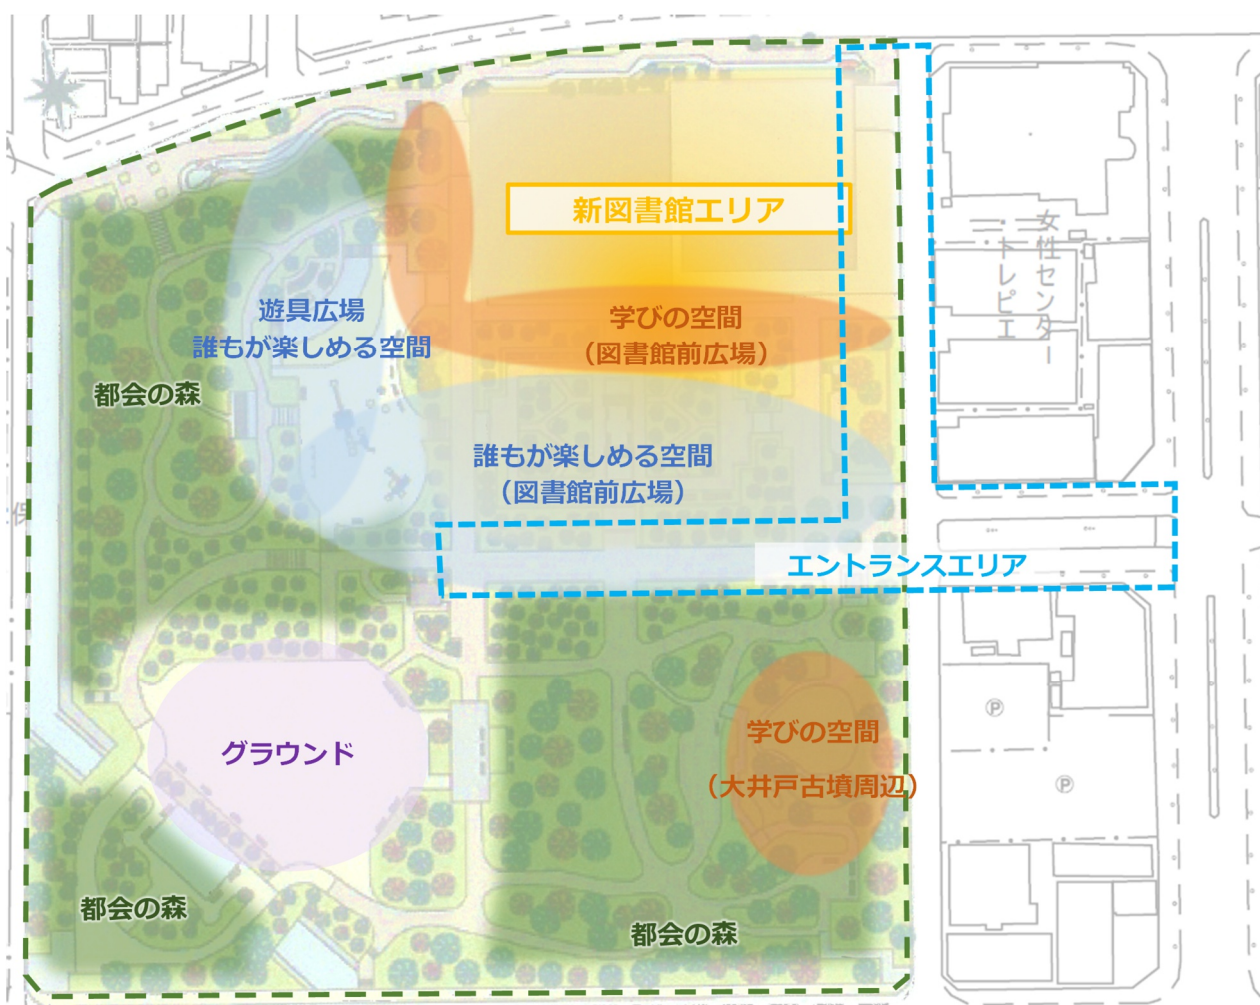 新図書館エリア
女性センター
・トレピエ
遊具広場
誰もが楽しめる空間
学びの空間
（図書館前広場）
都会の森
誰もが楽しめる空間
（図書館前広場）
保
エントランスエリア
グラウンド
学びの空間
（大井戸古墳周辺）
P
P
都会の森
都会の森